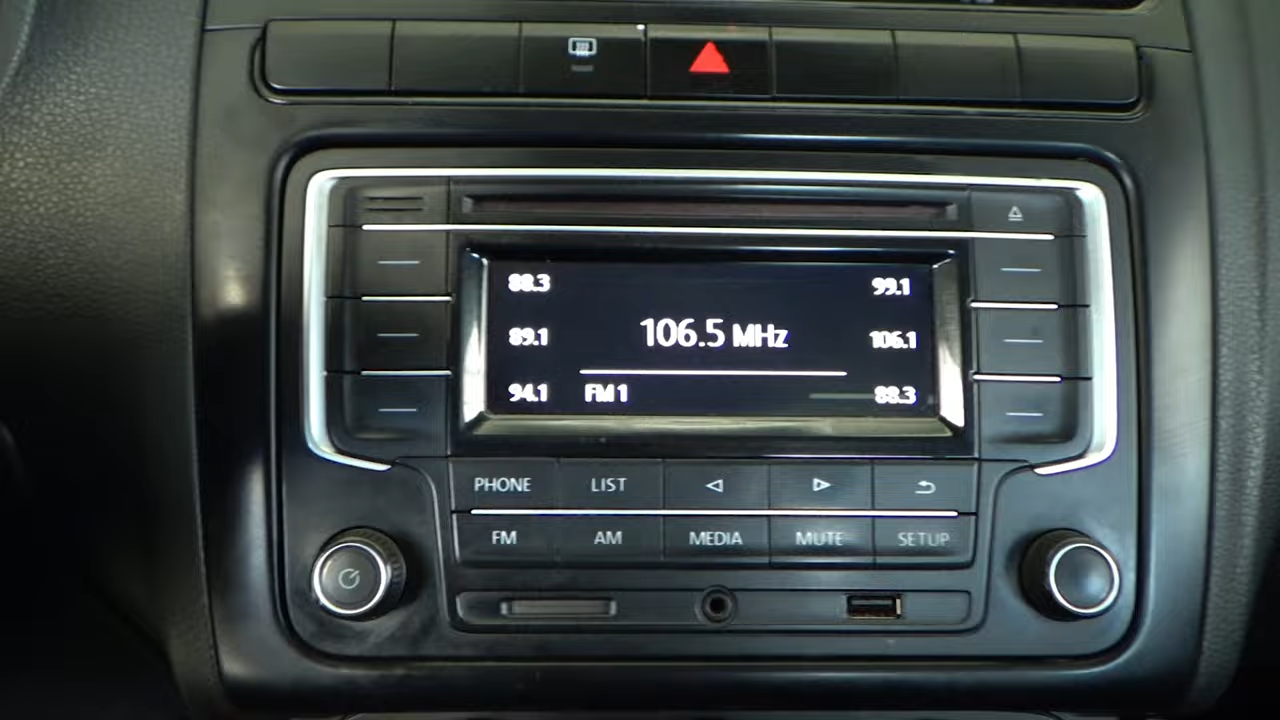 88.3 99.1
89.1 106.5 MHz 106.1
94.1 FM 1 88.3
PHONE LIST
FM AM MEDIA MUTE SETUP